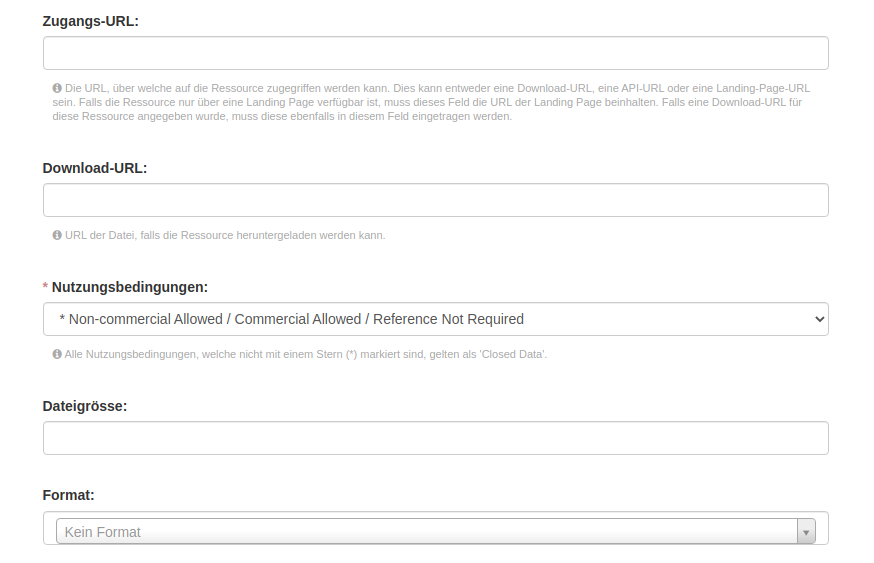 Zugangs-URL:
Die URL, über welche auf die Ressource zugegriffen werden kann. Dies kann entweder eine Download-URL, eine API-URL oder eine Landing-Page-URL
sein. Falls die Ressource nur über eine Landing Page verfügbar ist, muss dieses Feld die URL der Landing Page beinhalten. Falls eine Download-URL für
diese Ressource angegeben wurde, muss diese ebenfalls in diesem Feld eingetragen werden.
Download-URL:
URL der Datei, falls die Ressource heruntergeladen werden kann.
* Nutzungsbedingungen:
* Non-commercial Allowed / Commercial Allowed / Reference Not Required
Alle Nutzungsbedingungen, welche nicht mit einem Stern (*) markiert sind, gelten als 'Closed Data'.
Dateigrösse:
Format:
Kein Format